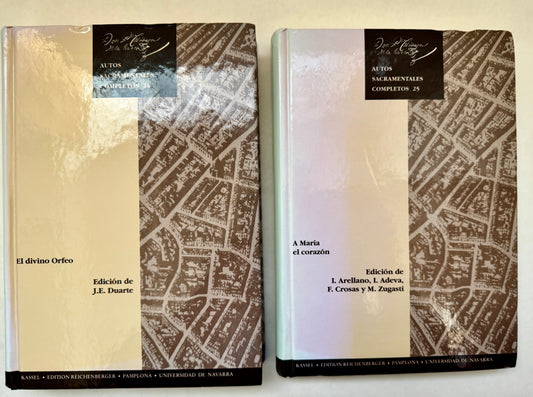 AUTOS
SACRAMENTALES
COMPLETOS
El divino Orfeo
Edición de
J.E. Duarte
KASSEL • EDITION REICHENBERGER • PAMPLONA • UNIVERSIDAD DE NAVARRA
AUTOS
SACRAMENTALES
COMPLETOS 25
A María
el corazón
Edición de
I. Arellano, I. Adeva,
F. Crosas y M. Zugasti
KASSEL • EDITION REICHENBERGER • PAMPLONA • UNIVERSIDAD DE NAVARRA